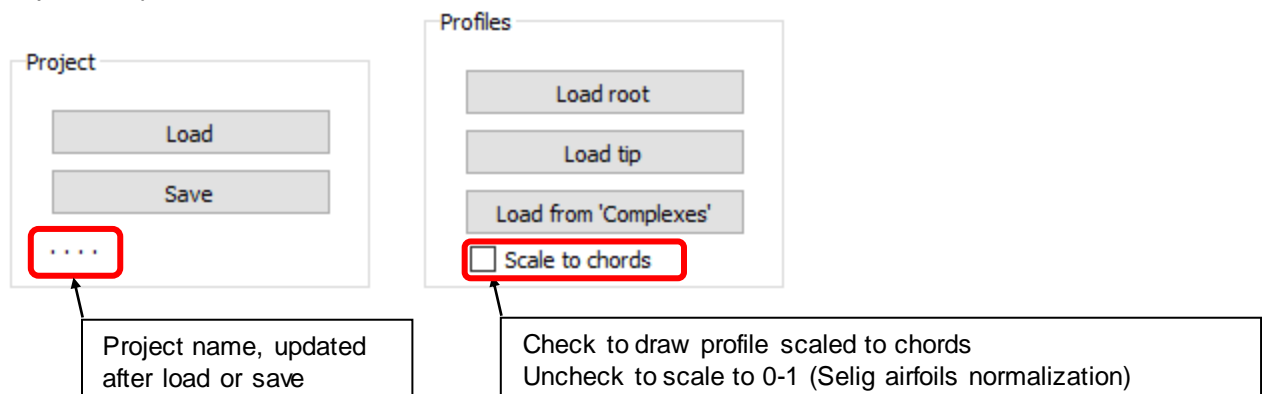 Project
Load
Save
....
Project name, updated
after load or save
Profiles
Load root
Load tip
Load from 'Complexes'
Scale to chords
Check to draw profile scaled to chords
Uncheck to scale to 0-1 (Selig airfoils normalization)